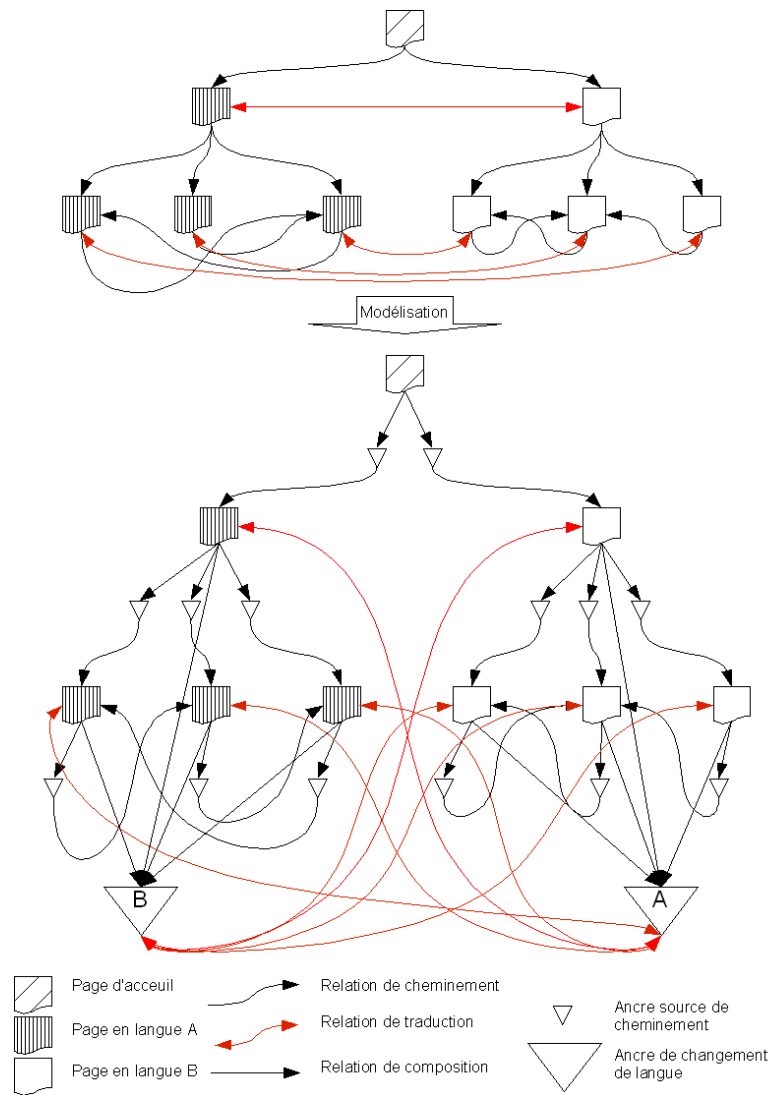 Modélisation
B
A
Page d'acceuil
Relation de cheminement
Ancre source de
cheminement
Page en langue A
Relation de traduction
Page en langue B
Relation de composition
Ancre de changement
de langue